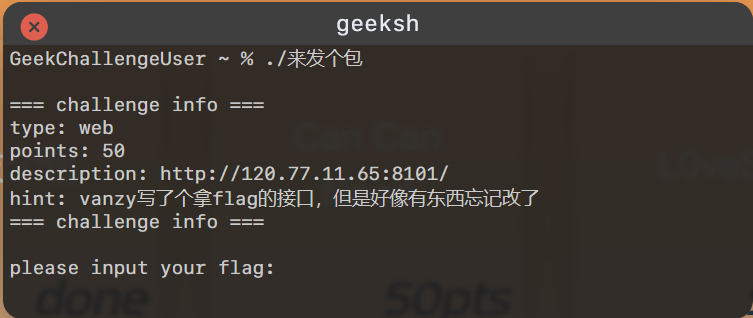 geeksh
GeekChallengeUser ~ % ./来发个包
=== challenge info ===
type: web
points: 50
description: http://120.77.11.65:8101/
hint: vanzy写了个拿flag的接口，但是好像有东西忘记改了
=== challenge info ===
please input your flag:
done
50pts